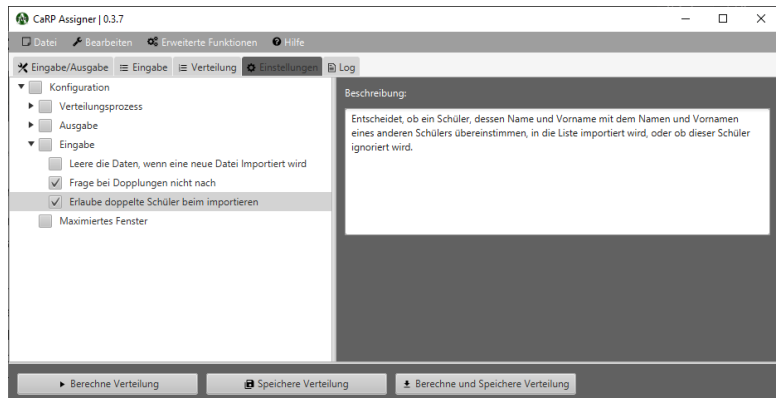 CaRP Assigner | 0.3.7
Datei Bearbeiten Erweiterte Funktionen Hilfe
Eingabe/Ausgabe Eingabe Verteilung Einstellungen Log
Konfiguration
Verteilungsprozess
Ausgabe
Eingabe
Leere die Daten, wenn eine neue Datei Importiert wird
Frage bei Dopplungen nicht nach
Erlaube doppelte Schüler beim importieren
Maximiertes Fenster
Beschreibung:
Entscheidet, ob ein Schüler, dessen Name und Vorname mit dem Namen und Vornamen
eines anderen Schülers übereinstimmen, in die Liste importiert wird, oder ob dieser Schüler
ignoriert wird.
Berechne Verteilung Speichere Verteilung Berechne und Speichere Verteilung